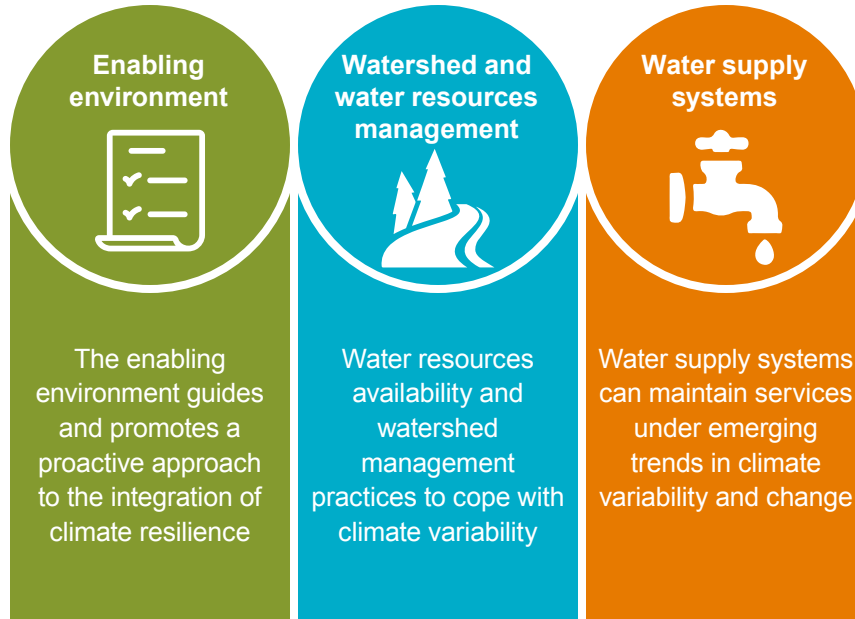 Enabling
environment
Watershed and
water resources
management
Water supply
systems
The enabling
environment guides
and promotes a
proactive approach
to the integration of
climate resilience
Water resources
availability and
watershed
management
practices to cope with
climate variability
Water supply systems
can maintain services
under emerging
trends in climate
variability and change